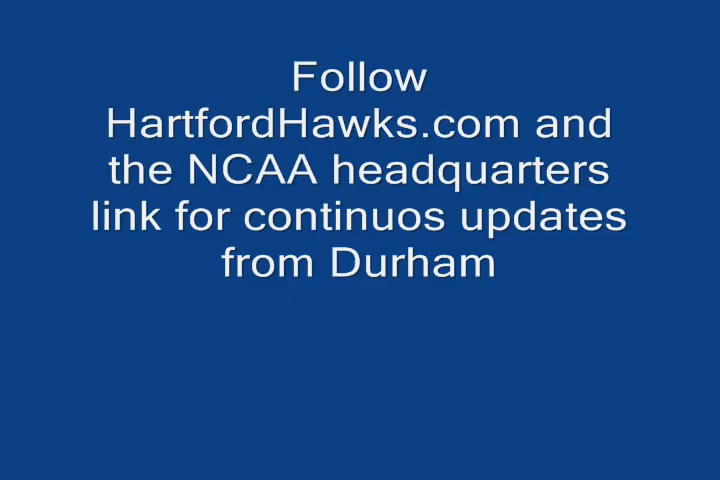 Follow
HartfordHawks.com and
the NCAA headquarters
link for continuos updates
from Durham